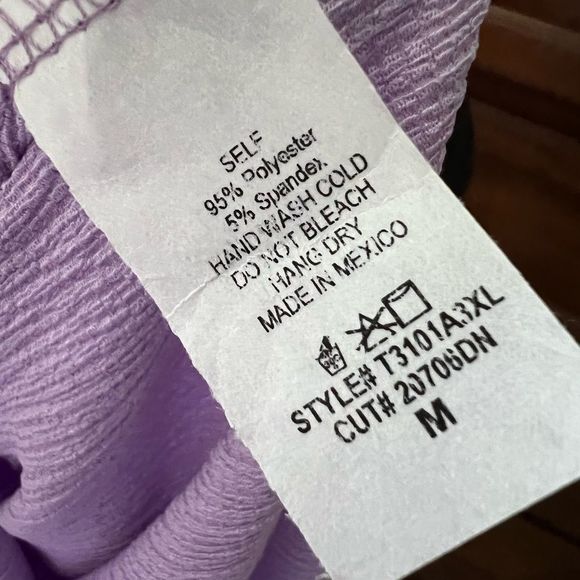 SELF
95% Polyester
5% Spandex
HAND WASH COLD
DO NOT BLEACH
HANG DRY
MADE IN MEXICO
STYLE# T3101A3XL
CUT# 20706DN
M